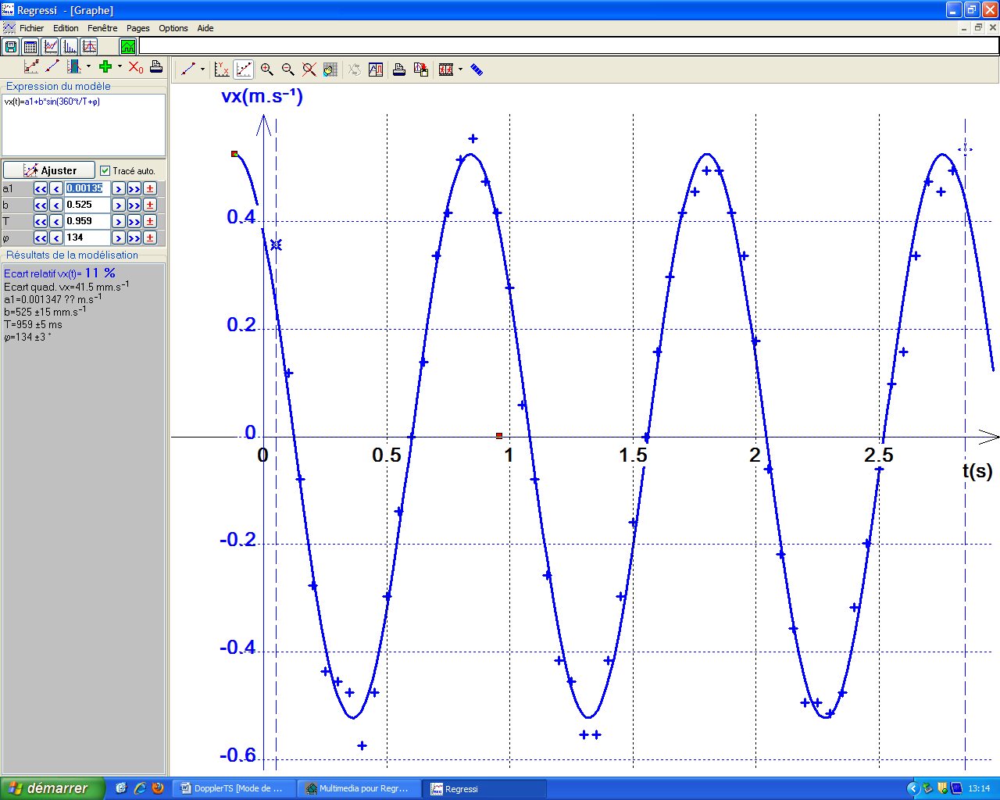 Regressi - [Graphe]
Fichier Edition Fenêtre Pages Options Aide
Expression du modèle
vx(t)=a1+b*sin(360*t/T+φ)
Ajuster Tracé auto.
a1 << < 0.00135 > >> ±
b << < 0.525 > >> ±
T << < 0.959 > >> ±
φ << < 134 > >> ±
Résultats de la modélisation
Ecart relatif vx(t)= 11 %
Ecart quad. vx=41.5 mm.s⁻¹
a1=0.001347 ?? m.s⁻¹
b=525 ±15 mm.s⁻¹
T=959 ±5 ms
φ=134 ±3 °
vx(m.s⁻¹)
0.4
0.2
0
-0.2
-0.4
-0.6
0 0.5 1 1.5 2 2.5
t(s)
démarrer DopplerTS [Mode de ... Multimedia pour Regr... Regressi 13:14